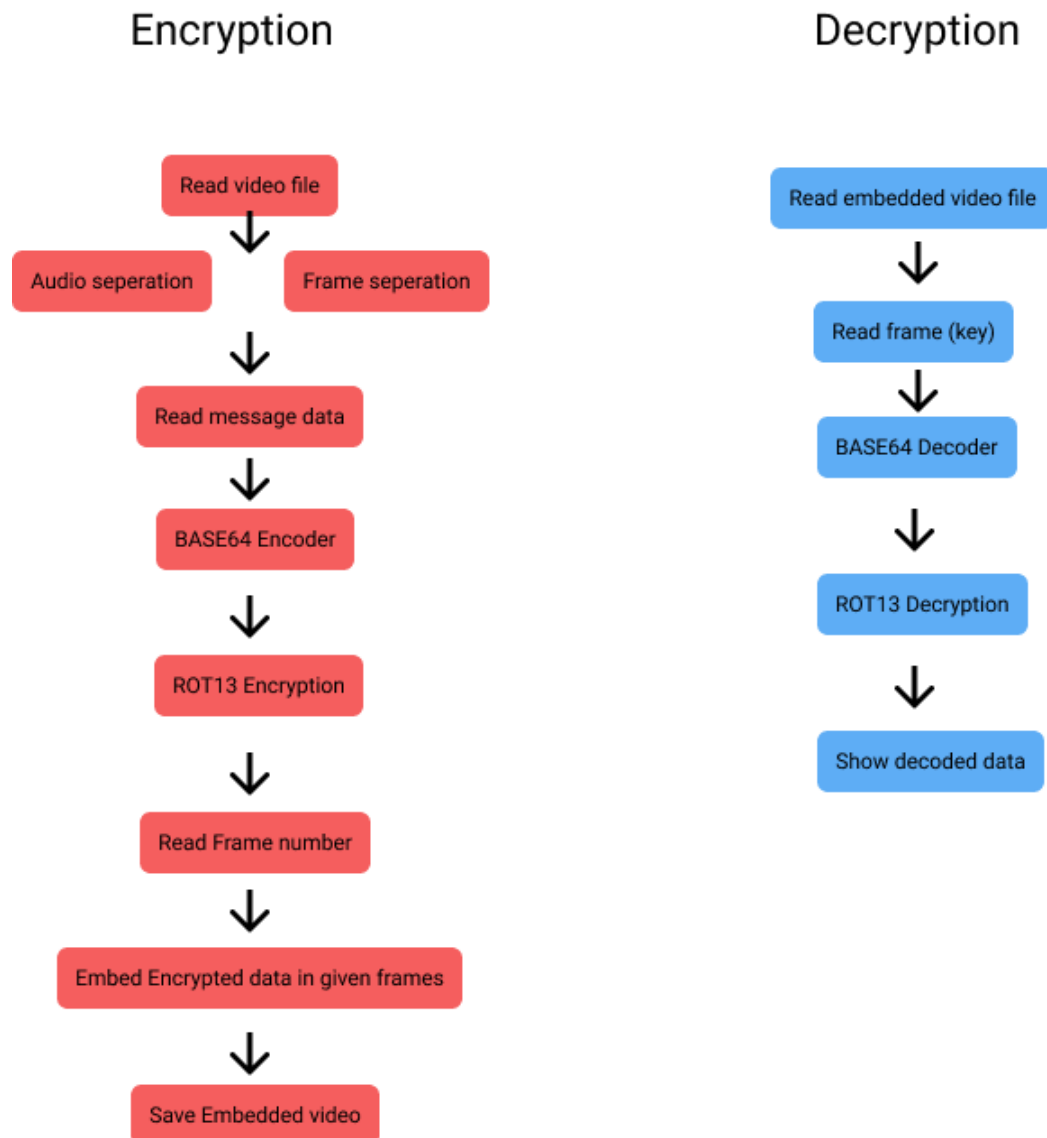 Encryption
Read video file
Audio seperation
Frame seperation
Read message data
BASE64 Encoder
ROT13 Encryption
Read Frame number
Embed Encrypted data in given frames
Save Embedded video
Decryption
Read embedded video file
Read frame (key)
BASE64 Decoder
ROT13 Decryption
Show decoded data